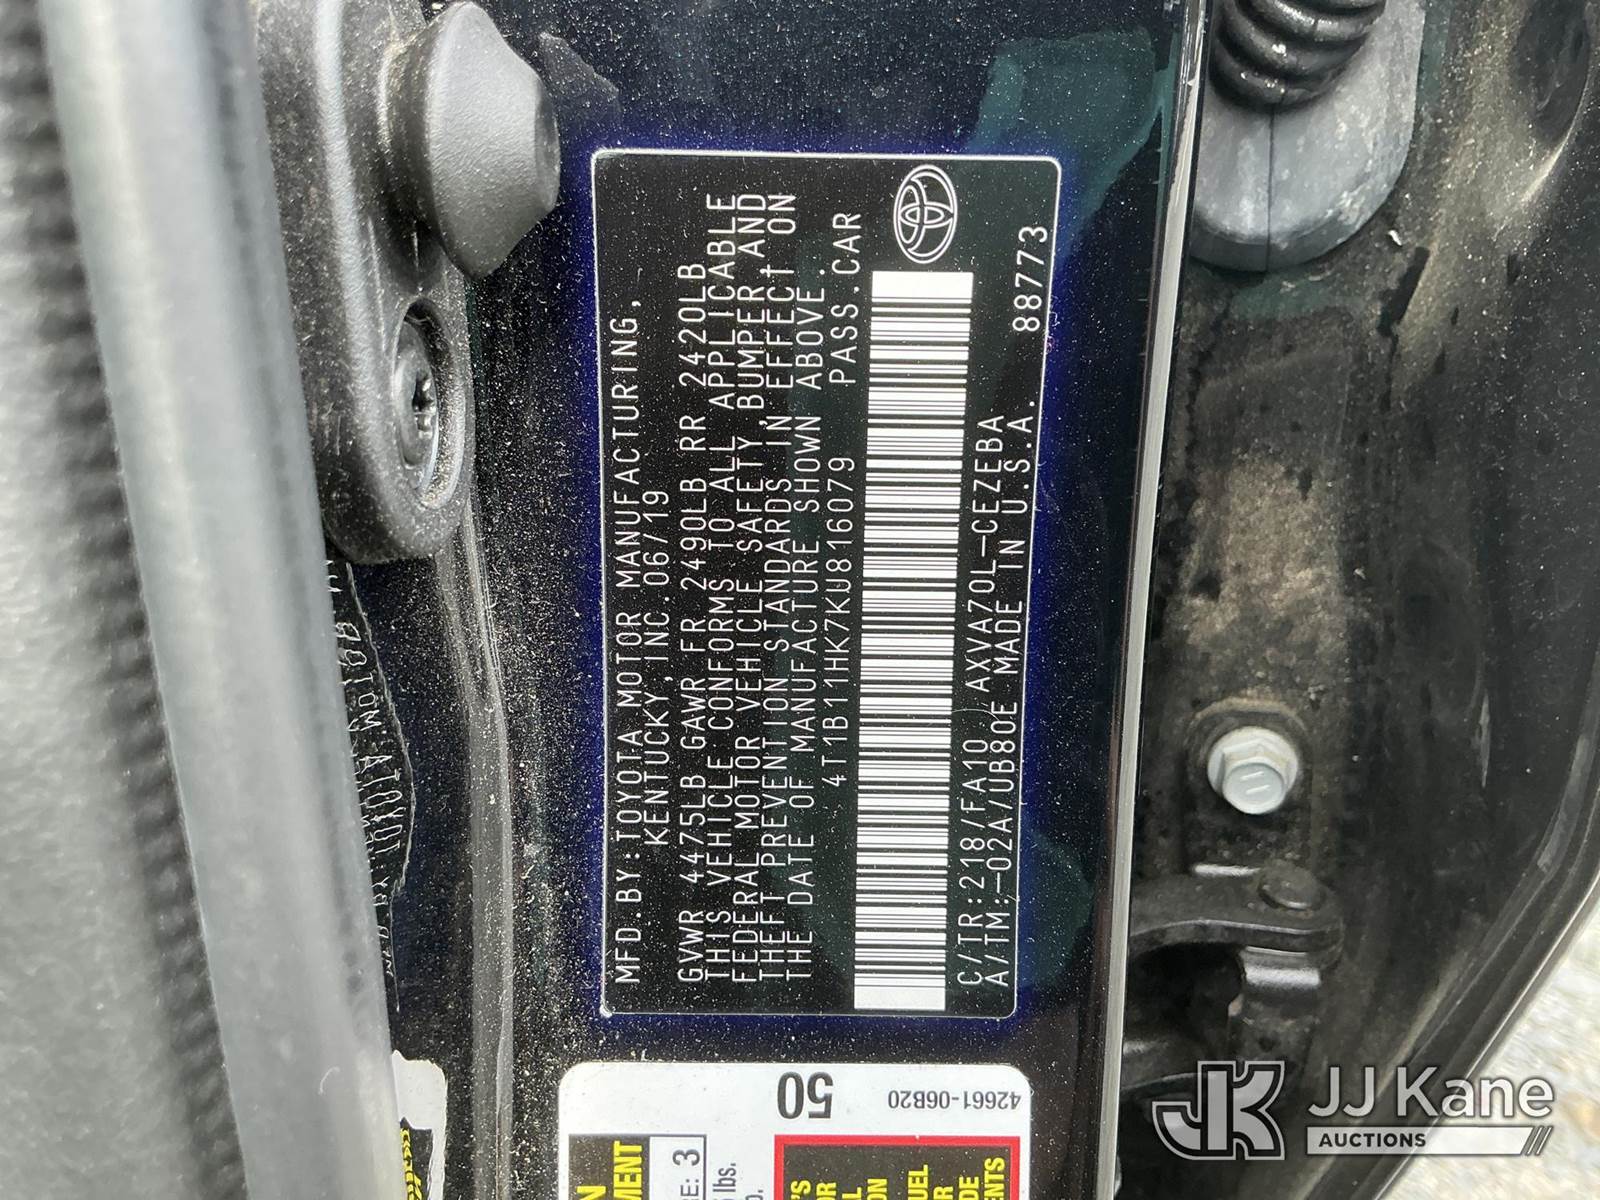 MFD.BY:TOYOTA MOTOR MANUFACTURING,
KENTUCKY,INC. 06/19
GVWR 4475LB GAWR FR 2490LB RR 2420LB
THIS VEHICLE CONFORMS TO ALL APPLICABLE
FEDERAL MOTOR VEHICLE SAFETY,BUMPER,AND
THEFT PREVENTION STANDARDS IN EFFECT ON
THE DATE OF MANUFACTURE SHOWN ABOVE.
4T1B11HK7KU816079 PASS.CAR
C/TR:218/FA10 AXVA70L-CEZEBA
A/TM:-02A/UB80E MADE IN U.S.A. 88773
50
42661-06B20
3
lbs.
JK
JJ Kane
AUCTIONS